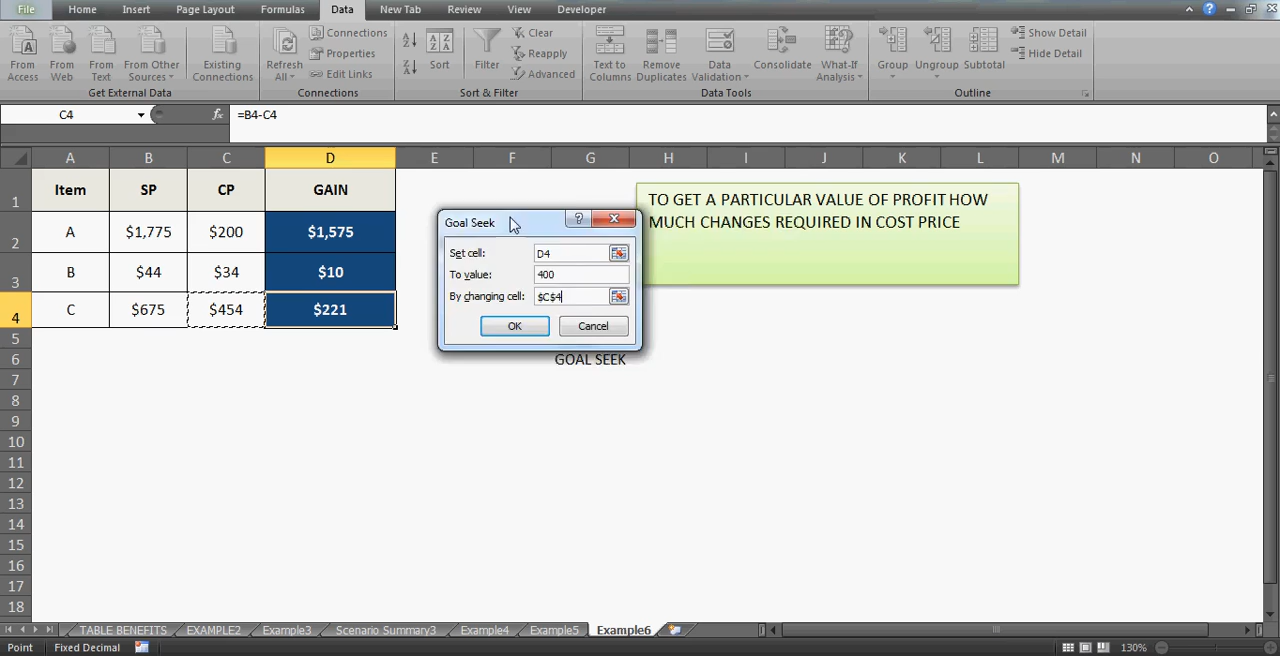 File Home Insert Page Layout Formulas Data New Tab Review View Developer
From Access
From Web
From Text
From Other Sources
Existing Connections
Get External Data
Refresh All
Connections
Properties
Edit Links
Connections
Sort
Filter
Clear
Reapply
Advanced
Sort & Filter
Text to Columns
Remove Duplicates
Data Validation
Consolidate
What-If Analysis
Data Tools
Group
Ungroup
Subtotal
Show Detail
Hide Detail
Outline
C4 fx =B4-C4
A B C D E F G H I J K L M N O
1 Item SP CP GAIN
2 A $1,775 $200 $1,575
3 B $44 $34 $10
4 C $675 $454 $221
5
6
7
8
9
10
11
12
13
14
15
16
17
18
TO GET A PARTICULAR VALUE OF PROFIT HOW
MUCH CHANGES REQUIRED IN COST PRICE
Goal Seek
Set cell: D4
To value: 400
By changing cell: $C$4
OK Cancel
GOAL SEEK
TABLE BENEFITS EXAMPLE2 Example3 Scenario Summary3 Example4 Example5 Example6
Point Fixed Decimal 130%